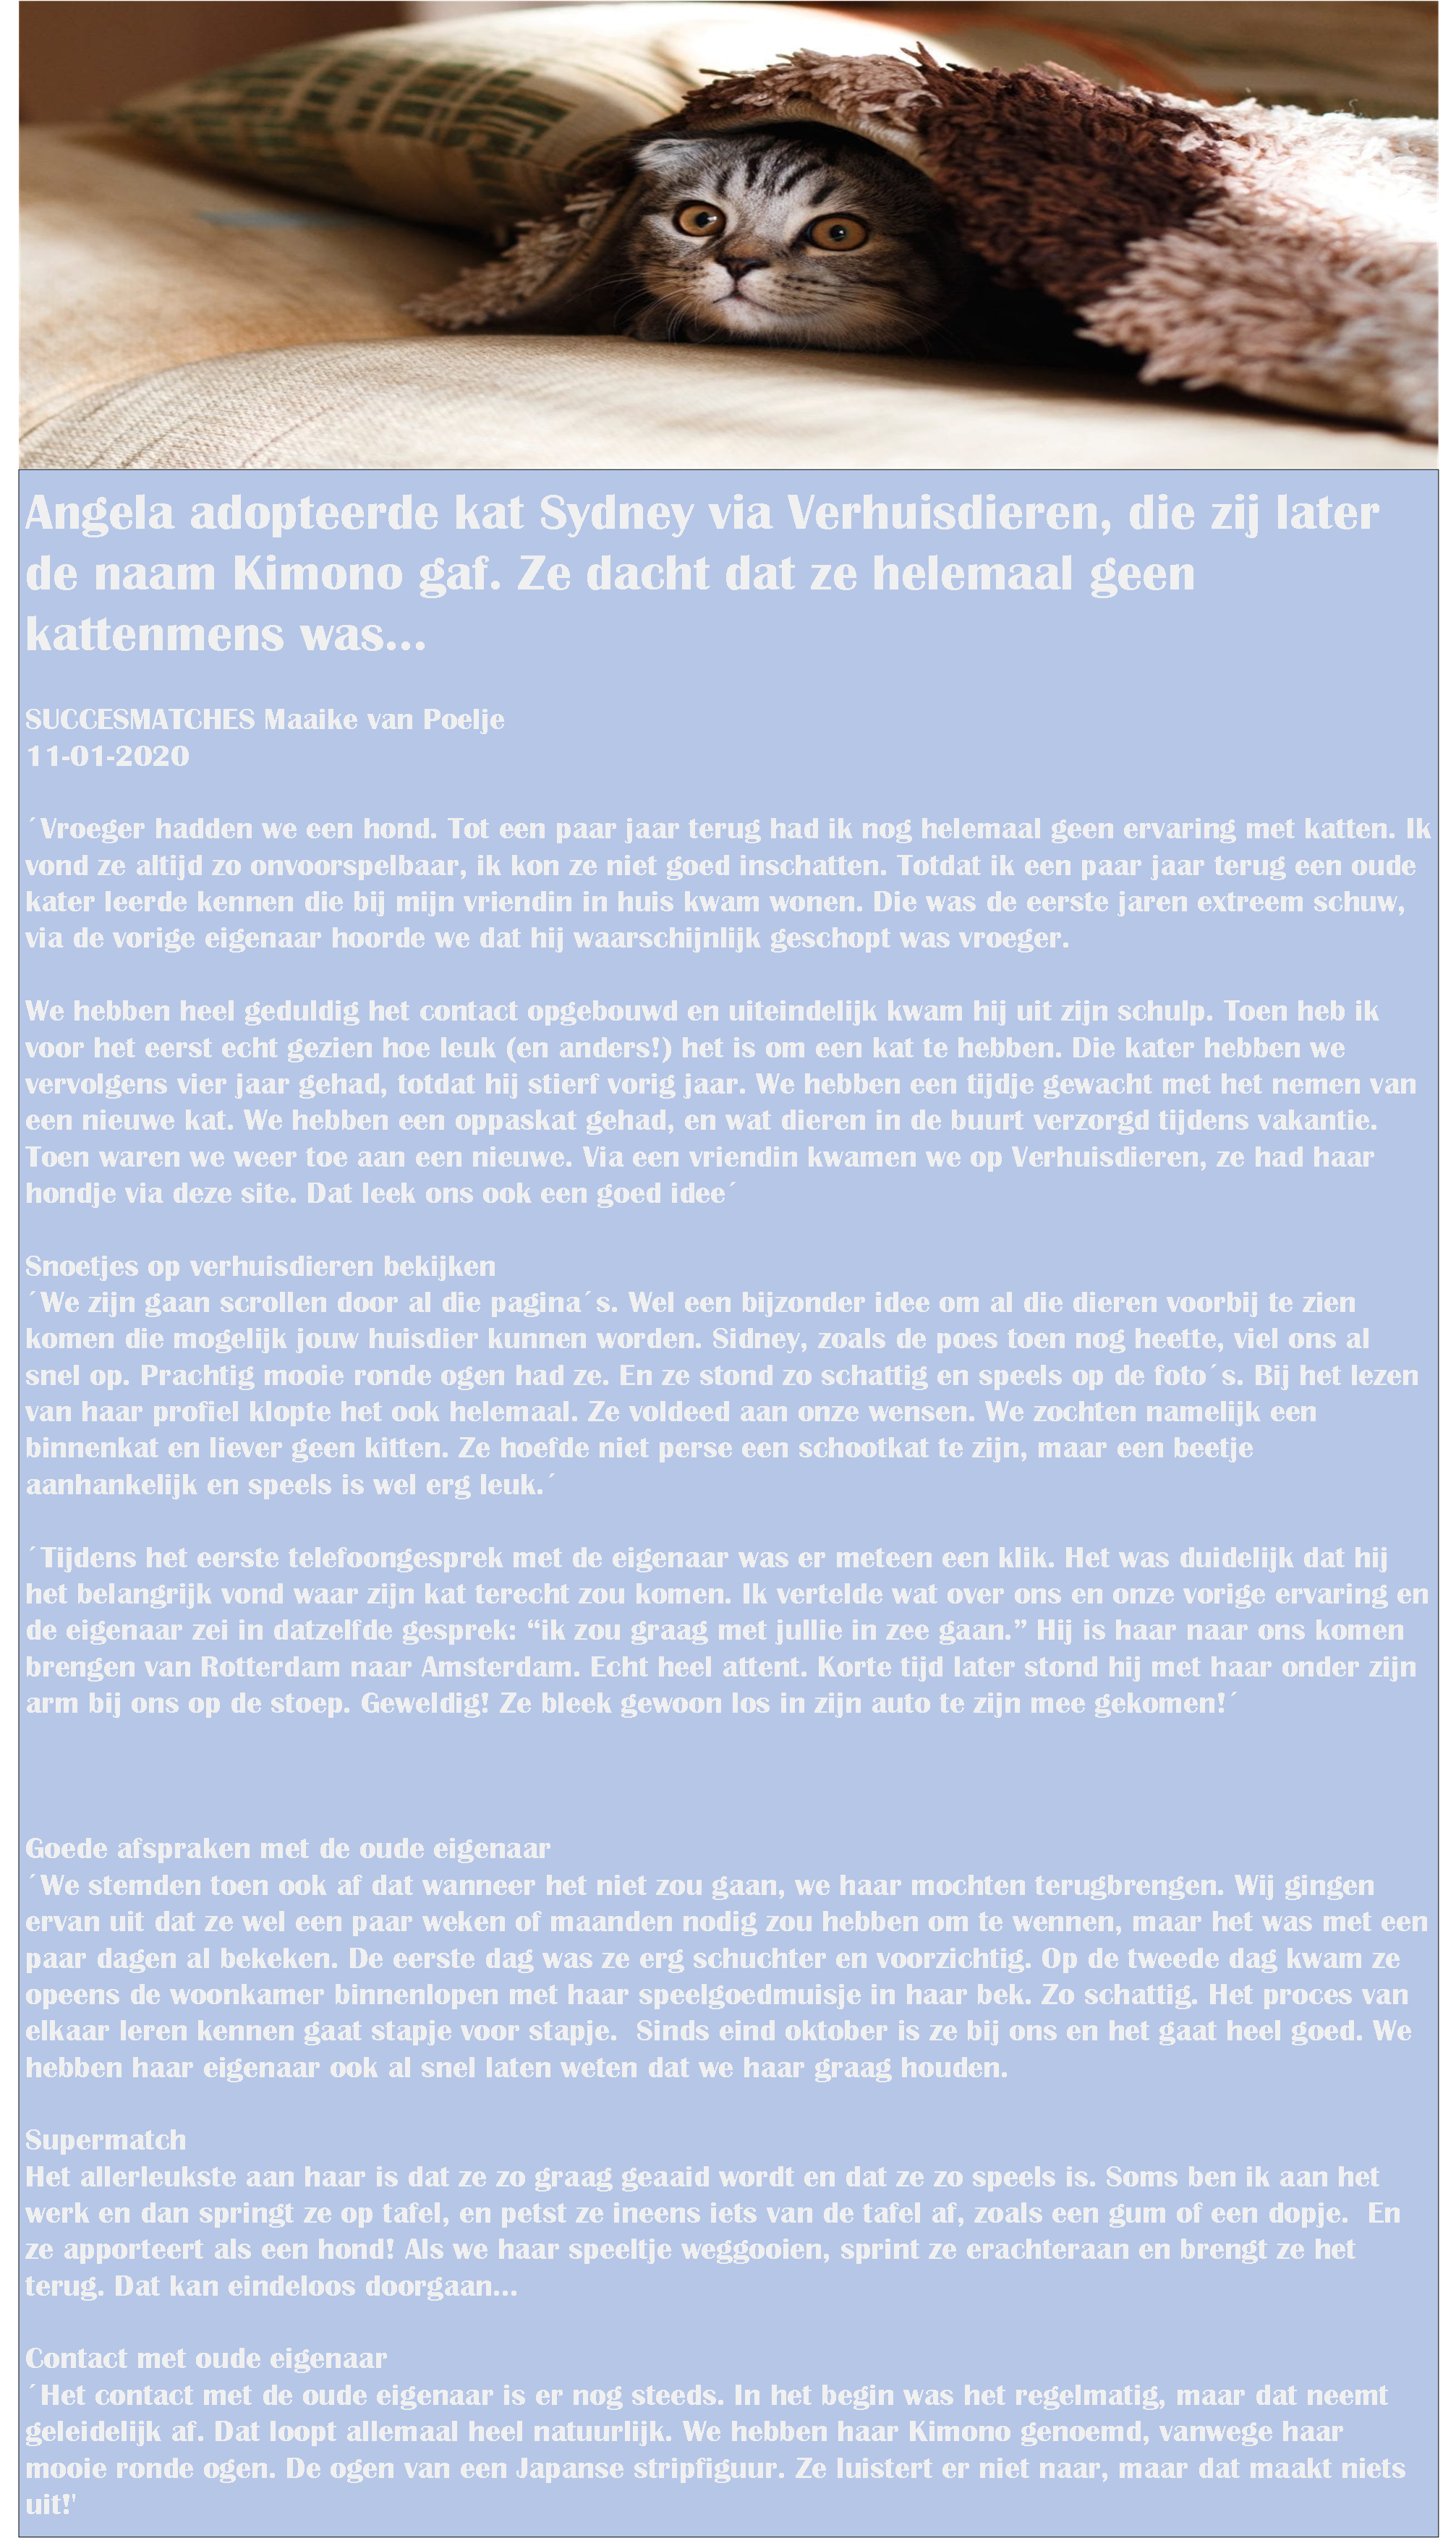 Angela adopteerde kat Sydney via Verhuisdieren, die zij later
de naam Kimono gaf. Ze dacht dat ze helemaal geen
kattenmens was...
SUCCESMATCHES Maaike van Poelje
11-01-2020
´Vroeger hadden we een hond. Tot een paar jaar terug had ik nog helemaal geen ervaring met katten. Ik
vond ze altijd zo onvoorspelbaar, ik kon ze niet goed inschatten. Totdat ik een paar jaar terug een oude
kater leerde kennen die bij mijn vriendin in huis kwam wonen. Die was de eerste jaren extreem schuw,
via de vorige eigenaar hoorde we dat hij waarschijnlijk geschopt was vroeger.
We hebben heel geduldig het contact opgebouwd en uiteindelijk kwam hij uit zijn schulp. Toen heb ik
voor het eerst echt gezien hoe leuk (en anders!) het is om een kat te hebben. Die kater hebben we
vervolgens vier jaar gehad, totdat hij stierf vorig jaar. We hebben een tijdje gewacht met het nemen van
een nieuwe kat. We hebben een oppaskat gehad, en wat dieren in de buurt verzorgd tijdens vakantie.
Toen waren we weer toe aan een nieuwe. Via een vriendin kwamen we op Verhuisdieren, ze had haar
hondje via deze site. Dat leek ons ook een goed idee´
Snoetjes op verhuisdieren bekijken
´We zijn gaan scrollen door al die pagina´s. Wel een bijzonder idee om al die dieren voorbij te zien
komen die mogelijk jouw huisdier kunnen worden. Sidney, zoals de poes toen nog heette, viel ons al
snel op. Prachtig mooie ronde ogen had ze. En ze stond zo schattig en speels op de foto´s. Bij het lezen
van haar profiel klopte het ook helemaal. Ze voldeed aan onze wensen. We zochten namelijk een
binnenkat en liever geen kitten. Ze hoefde niet perse een schootkat te zijn, maar een beetje
aanhankelijk en speels is wel erg leuk.´
´Tijdens het eerste telefoongesprek met de eigenaar was er meteen een klik. Het was duidelijk dat hij
het belangrijk vond waar zijn kat terecht zou komen. Ik vertelde wat over ons en onze vorige ervaring en
de eigenaar zei in datzelfde gesprek: “ik zou graag met jullie in zee gaan.” Hij is haar naar ons komen
brengen van Rotterdam naar Amsterdam. Echt heel attent. Korte tijd later stond hij met haar onder zijn
arm bij ons op de stoep. Geweldig! Ze bleek gewoon los in zijn auto te zijn mee gekomen!´
Goede afspraken met de oude eigenaar
´We stemden toen ook af dat wanneer het niet zou gaan, we haar mochten terugbrengen. Wij gingen
ervan uit dat ze wel een paar weken of maanden nodig zou hebben om te wennen, maar het was met een
paar dagen al bekeken. De eerste dag was ze erg schuchter en voorzichtig. Op de tweede dag kwam ze
opeens de woonkamer binnenlopen met haar speelgoedmuisje in haar bek. Zo schattig. Het proces van
elkaar leren kennen gaat stapje voor stapje.  Sinds eind oktober is ze bij ons en het gaat heel goed. We
hebben haar eigenaar ook al snel laten weten dat we haar graag houden.
Supermatch
Het allerleukste aan haar is dat ze zo graag geaaid wordt en dat ze zo speels is. Soms ben ik aan het
werk en dan springt ze op tafel, en petst ze ineens iets van de tafel af, zoals een gum of een dopje.  En
ze apporteert als een hond! Als we haar speeltje weggooien, sprint ze erachteraan en brengt ze het
terug. Dat kan eindeloos doorgaan...
Contact met oude eigenaar
´Het contact met de oude eigenaar is er nog steeds. In het begin was het regelmatig, maar dat neemt
geleidelijk af. Dat loopt allemaal heel natuurlijk. We hebben haar Kimono genoemd, vanwege haar
mooie ronde ogen. De ogen van een Japanse stripfiguur. Ze luistert er niet naar, maar dat maakt niets
uit!'